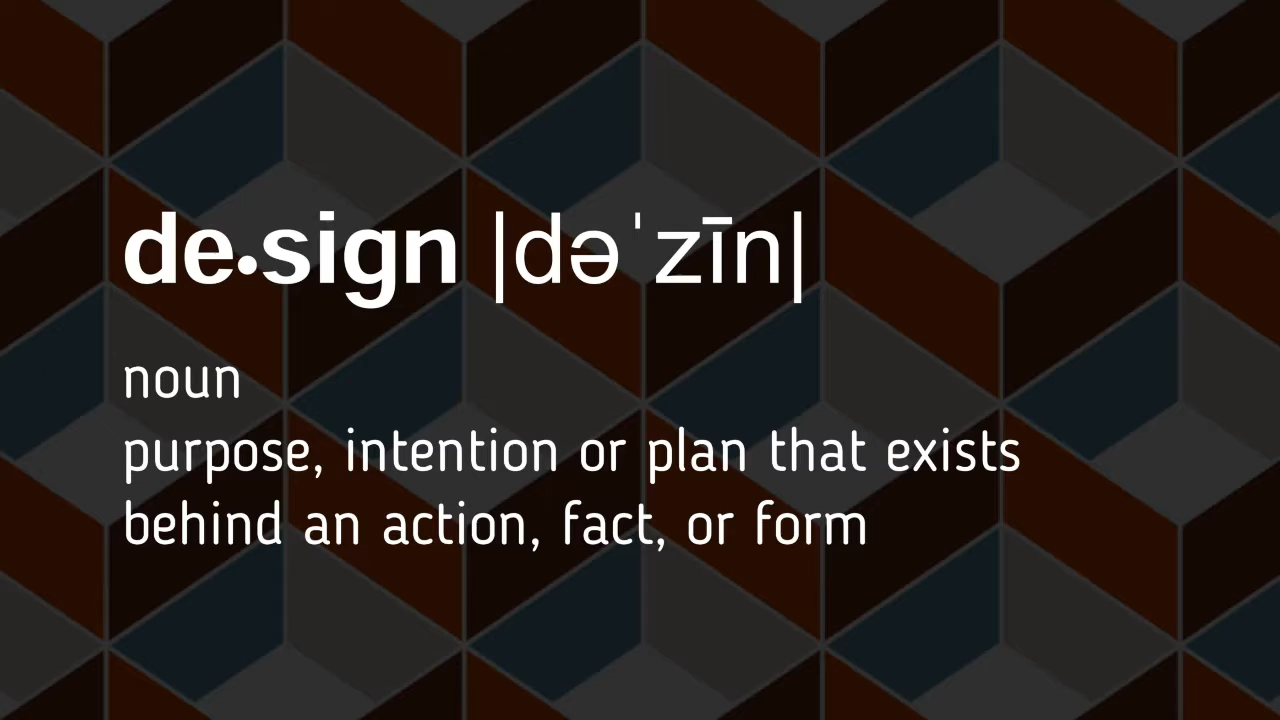 de•sign |dəˈzīn|
noun
purpose, intention or plan that exists
behind an action, fact, or form